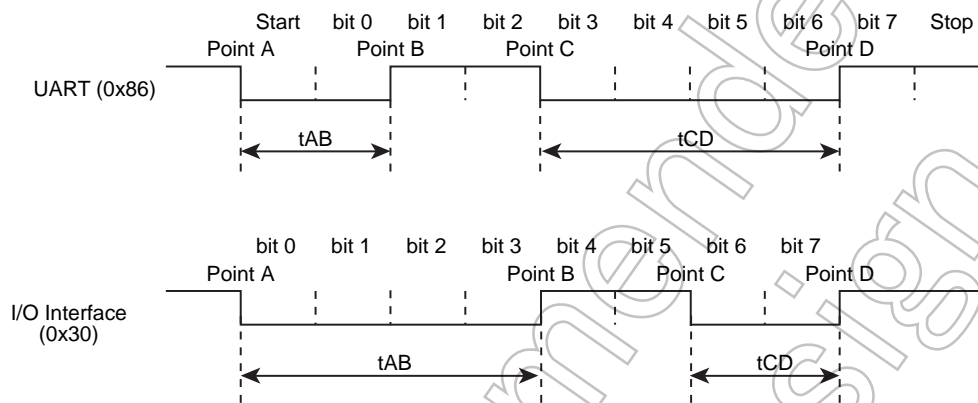 Start bit 0 bit 1 bit 2 bit 3 bit 4 bit 5 bit 6 bit 7 Stop
Point A Point B Point C Point D
UART (0x86)
tAB tCD
bit 0 bit 1 bit 2 bit 3 bit 4 bit 5 bit 6 bit 7
Point A Point B Point C Point D
I/O Interface
(0x30)
tAB tCD